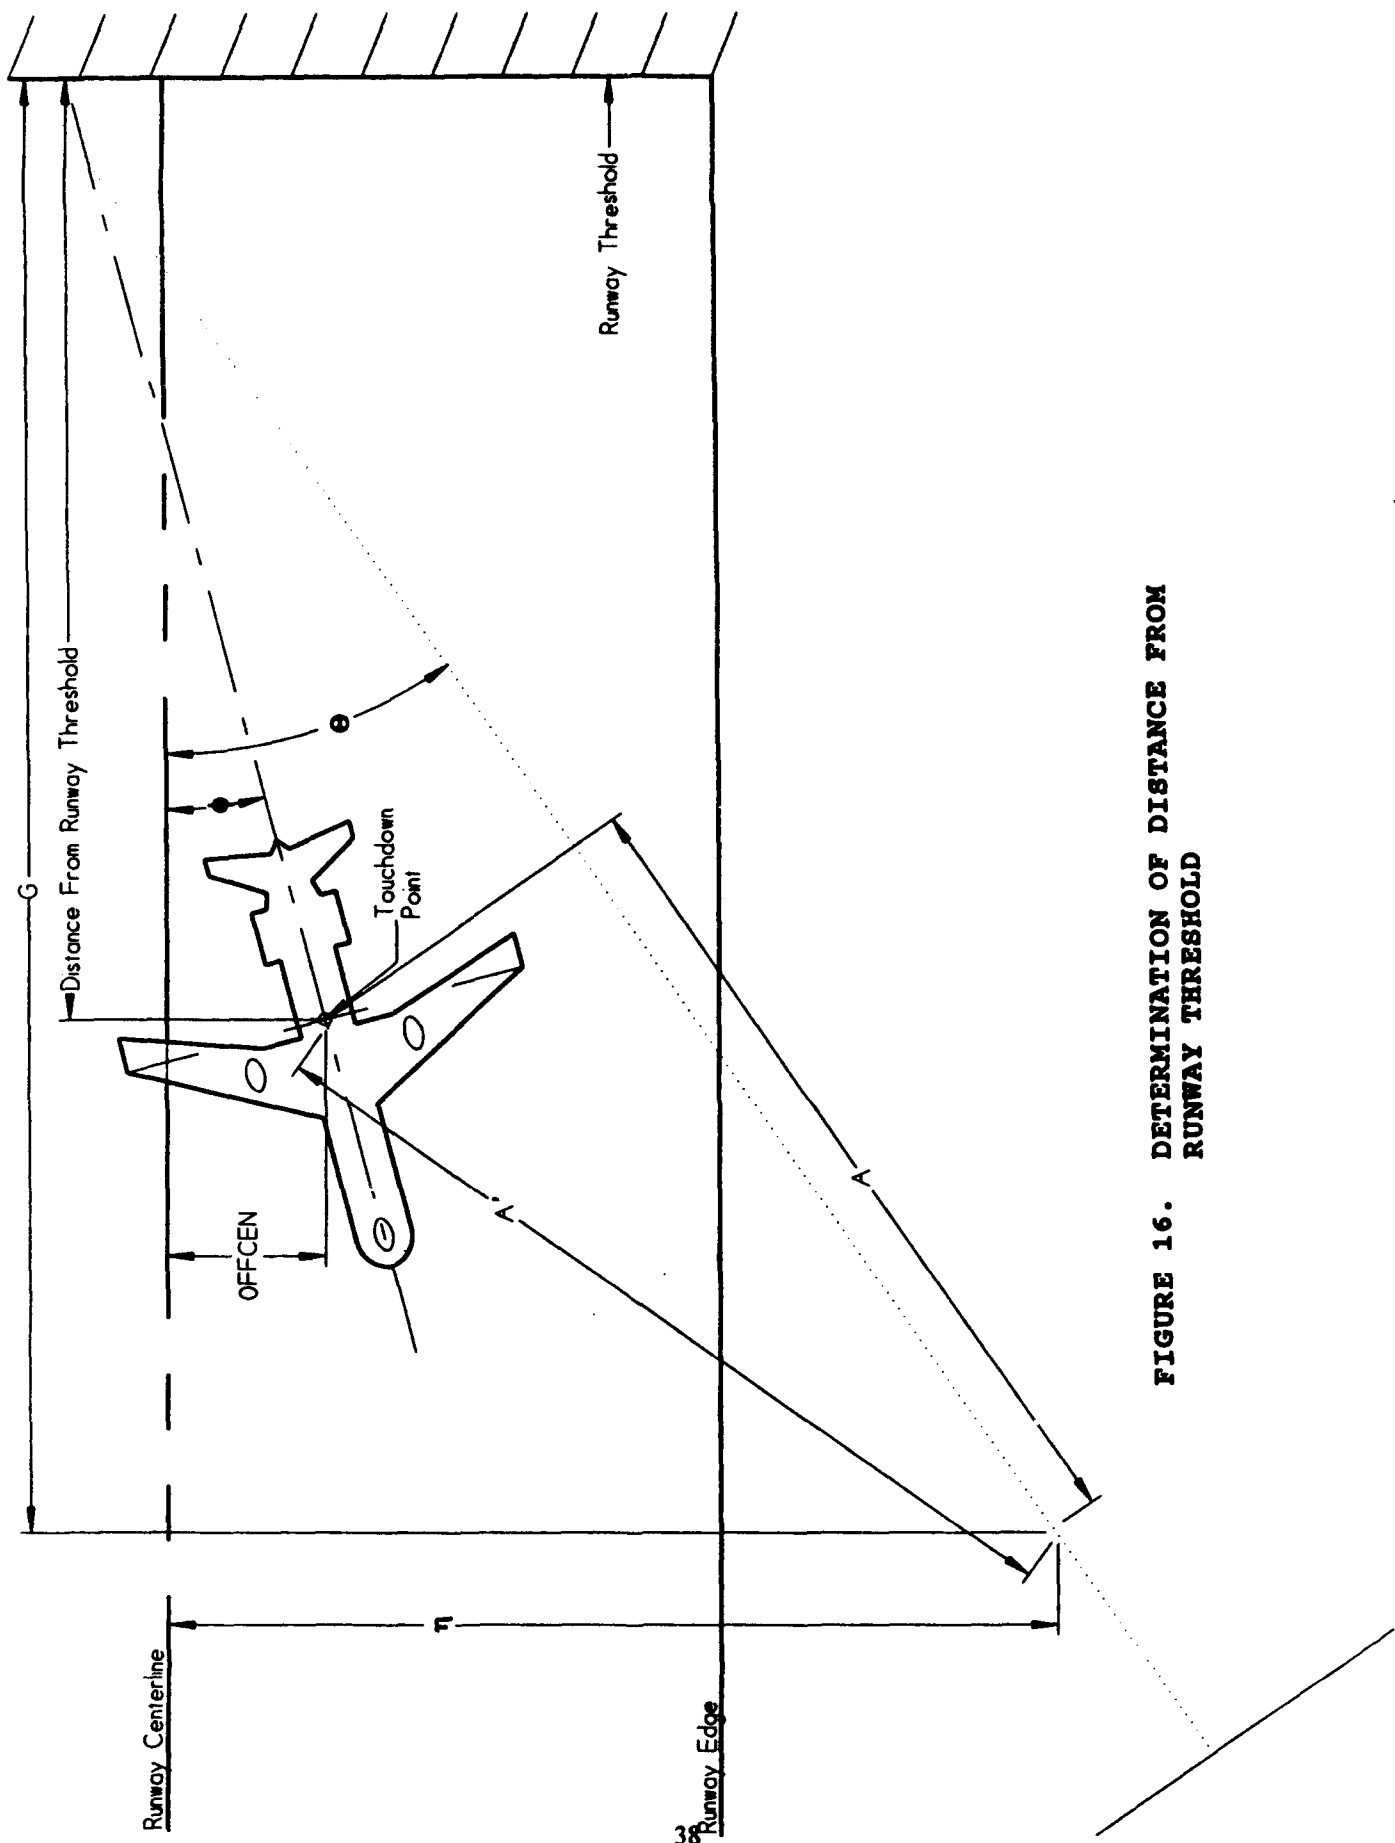 G
Distance From Runway Threshold
Runway Threshold
Θ
Touchdown
Point
OFFCEN
A'
A
η
Runway Centerline
Runway Edge
FIGURE 16. DETERMINATION OF DISTANCE FROM
RUNWAY THRESHOLD
38